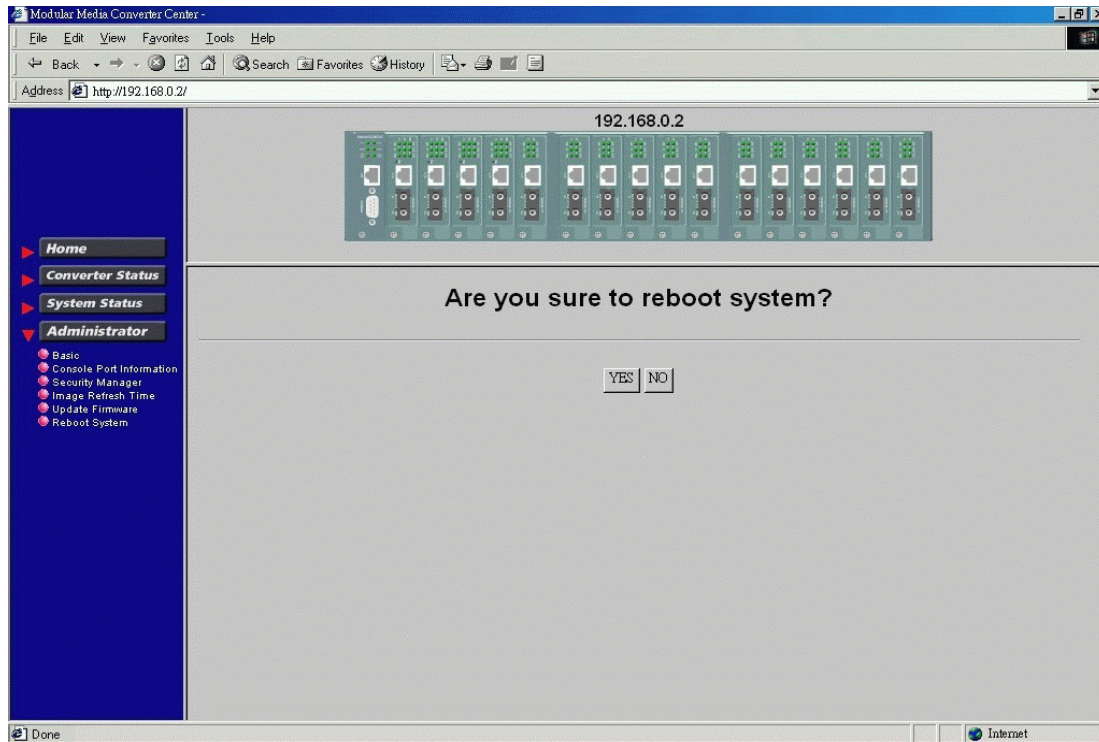 Modular Media Converter Center -
File Edit View Favorites Tools Help
Back Search Favorites History
Address http://192.168.0.2/
192.168.0.2
Home
Converter Status
System Status
Administrator
Basic
Console Port Information
Security Manager
Image Refresh Time
Update Firmware
Reboot System
Are you sure to reboot system?
YES NO
Done Internet